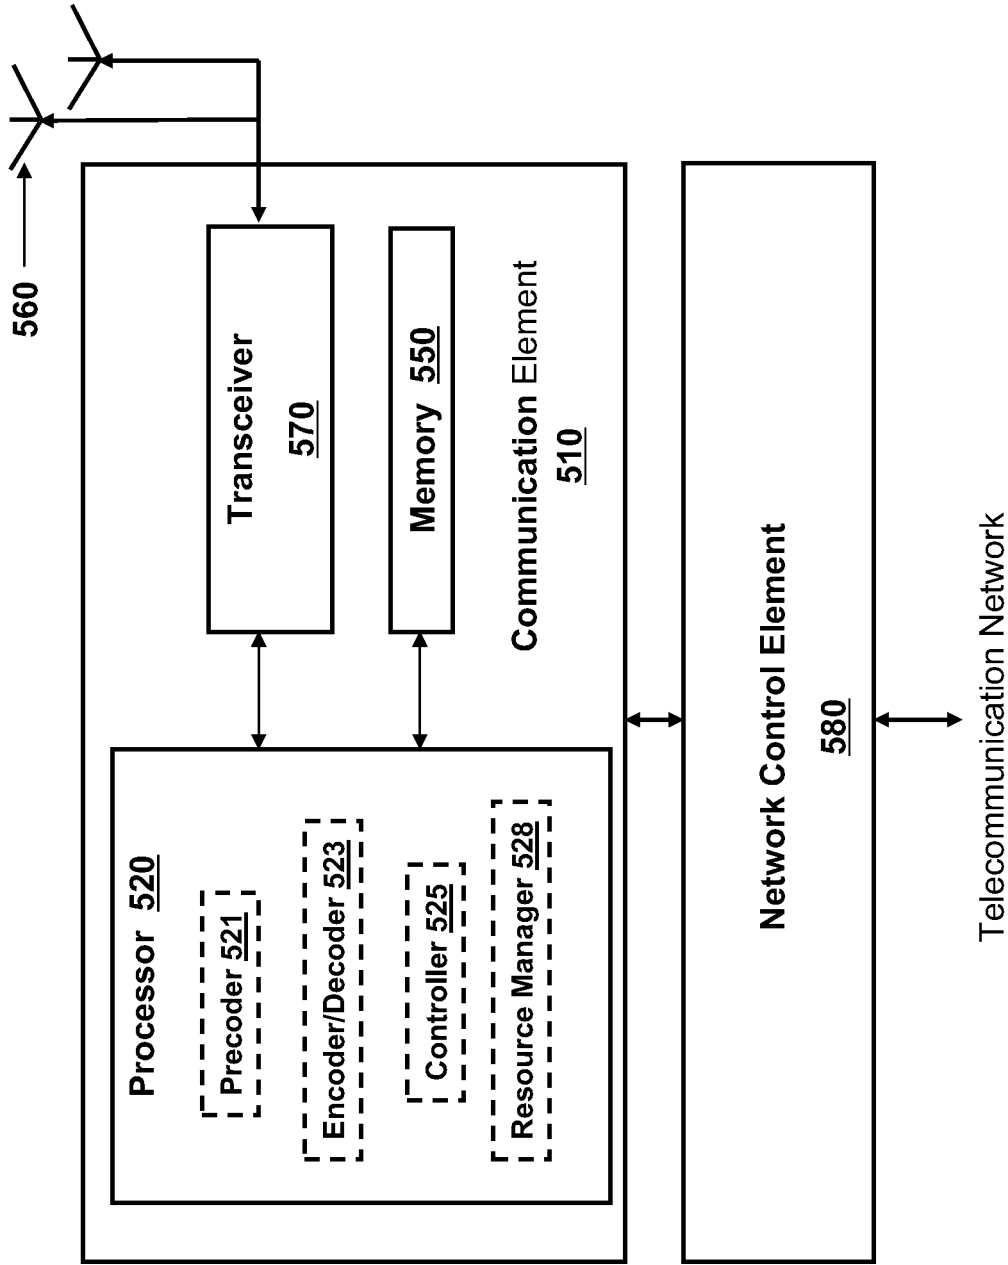 560
Processor 520
Precoder 521
Encoder/Decoder 523
Controller 525
Resource Manager 528
Transceiver
570
Memory 550
Communication Element
510
Network Control Element
580
Telecommunication Network